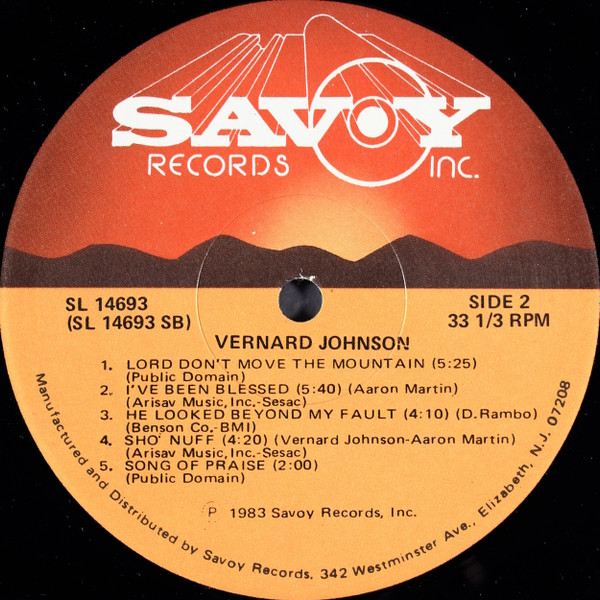 SAVOY
RECORDS INC.
SL 14693
(SL 14693 SB)
SIDE 2
33 1/3 RPM
VERNARD JOHNSON
1. LORD DON'T MOVE THE MOUNTAIN (5:25)
(Public Domain)
2. I'VE BEEN BLESSED (5:40) (Aaron Martin)
(Arisav Music, Inc.-Sesac)
3. HE LOOKED BEYOND MY FAULT (4:10) (D.Rambo)
(Benson Co.-BMI)
4. SHO' NUFF (4:20) (Vernard Johnson-Aaron Martin)
(Arisav Music, Inc.-Sesac)
5. SONG OF PRAISE (2:00)
(Public Domain)
℗ 1983 Savoy Records, Inc.
Manufactured and Distributed by Savoy Records, 342 Westminster Ave., Elizabeth, N.J. 07208